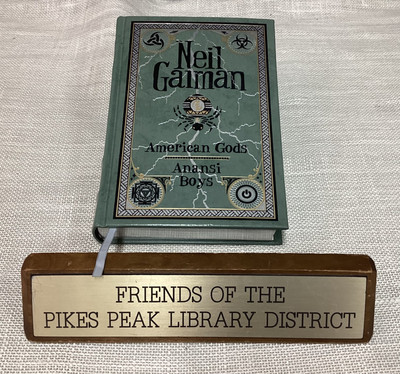 Neil
Gaiman
American Gods
Anansi
Boys
FRIENDS OF THE
PIKES PEAK LIBRARY DISTRICT